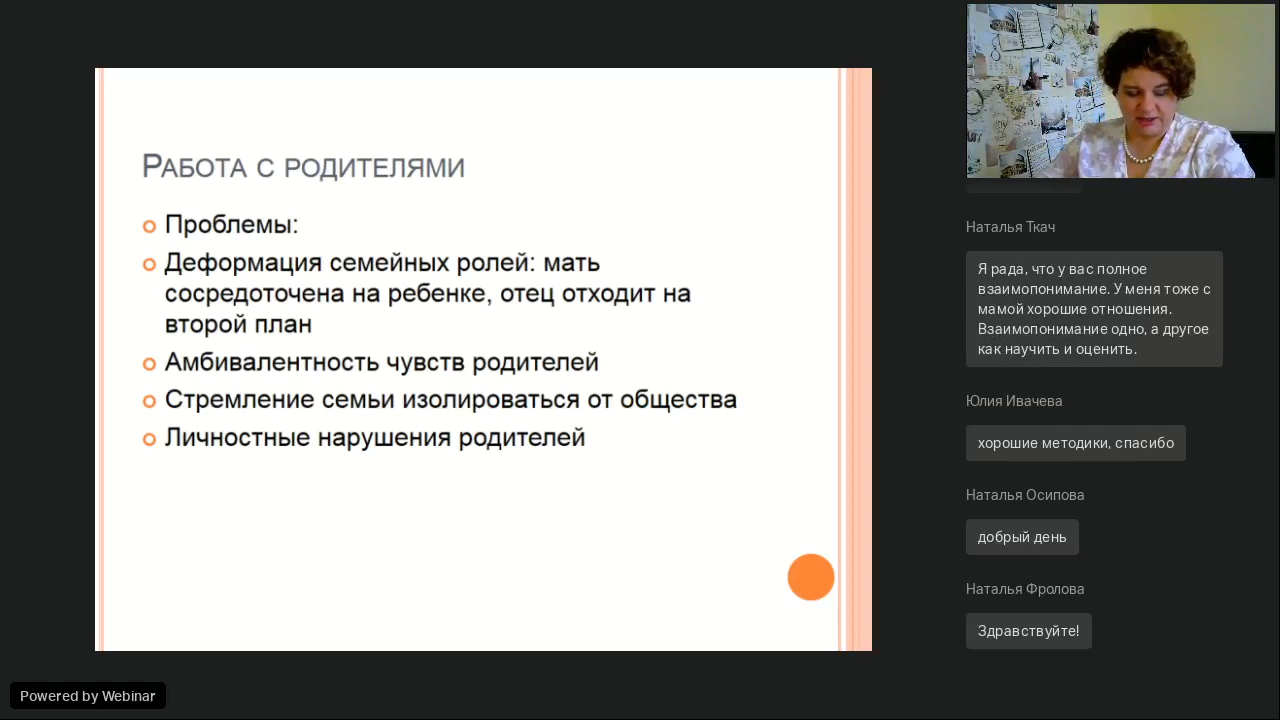 Работа с родителями
Проблемы:
Деформация семейных ролей: мать
сосредоточена на ребенке, отец отходит на
второй план
Амбивалентность чувств родителей
Стремление семьи изолироваться от общества
Личностные нарушения родителей
Наталья Ткач
Я рада, что у вас полное
взаимопонимание. У меня тоже с
мамой хорошие отношения.
Взаимопонимание одно, а другое
как научить и оценить.
Юлия Ивачева
хорошие методики, спасибо
Наталья Осипова
добрый день
Наталья Фролова
Здравствуйте!
Powered by Webinar